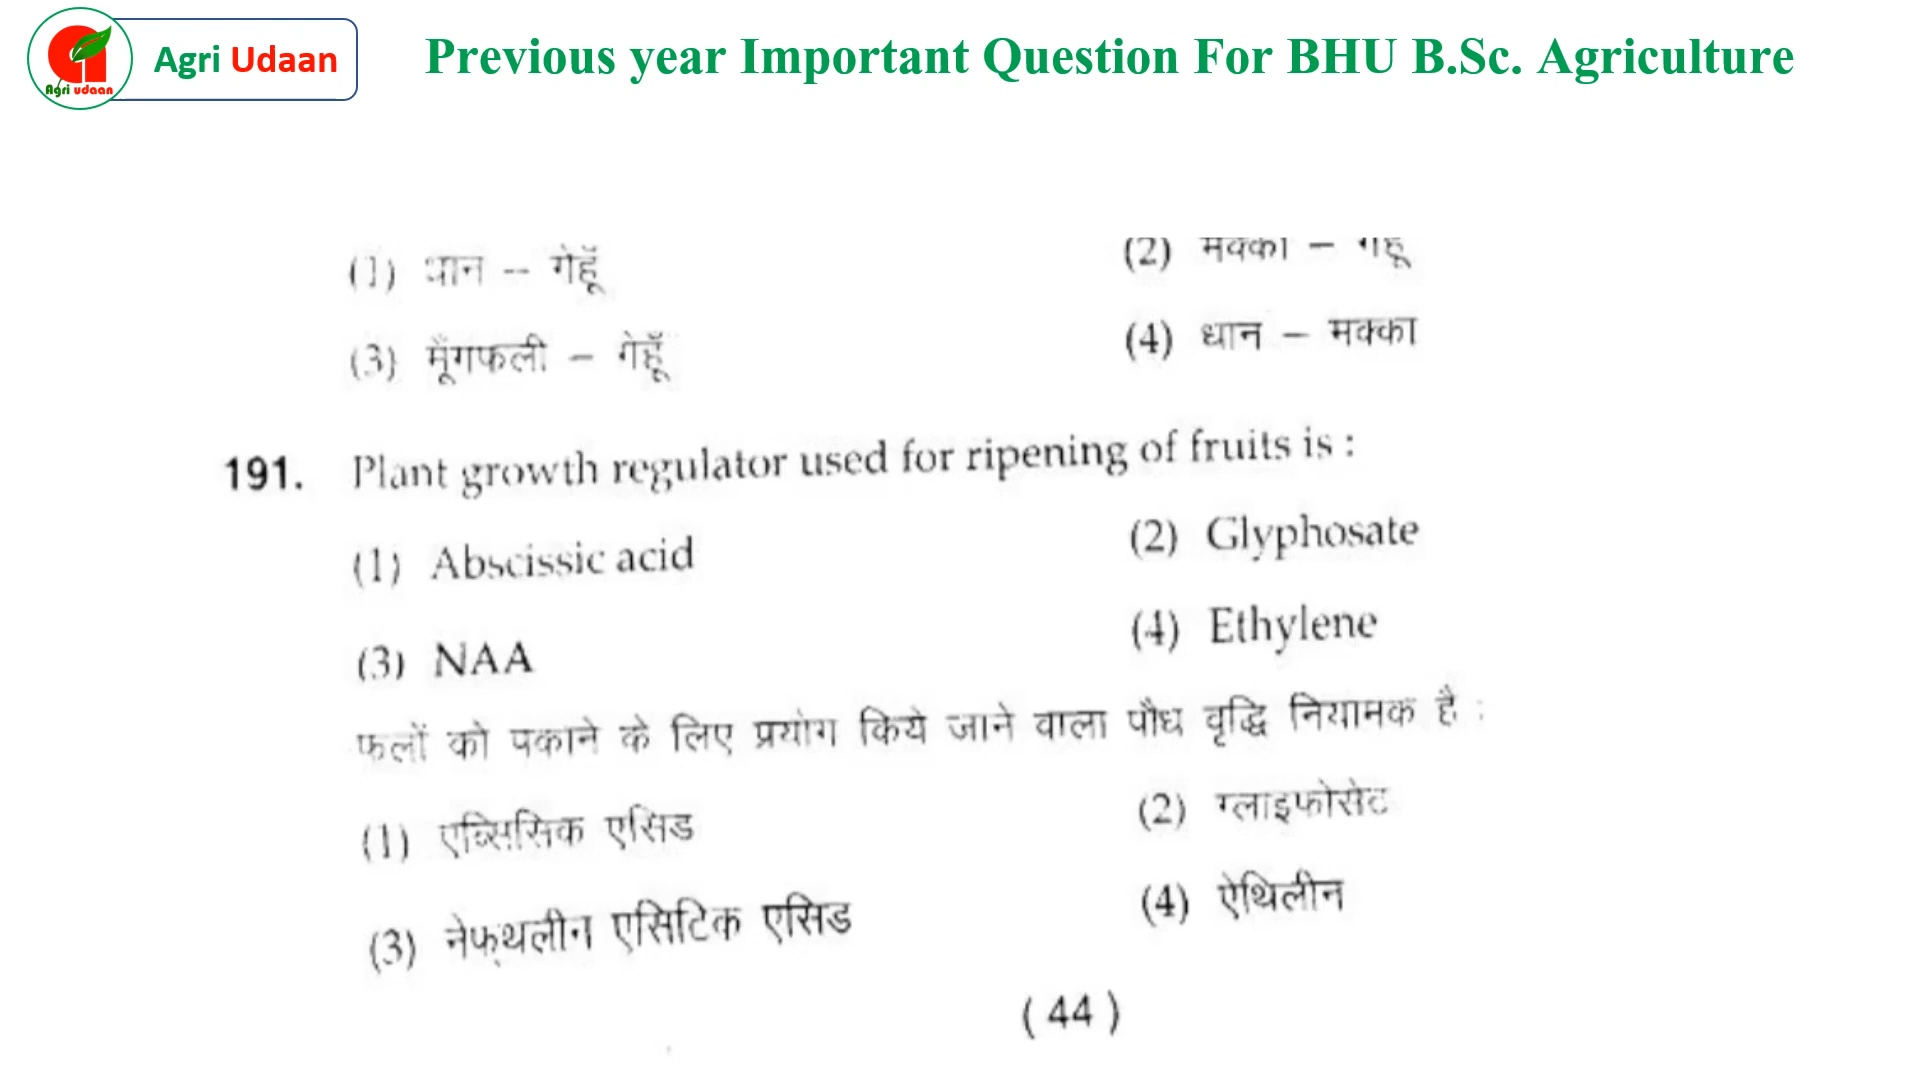 Agri udaan
Agri Udaan
Previous year Important Question For BHU B.Sc. Agriculture
(1) धान – गेहूँ (2) मक्का – गेहूँ
(3) मूँगफली – गेहूँ (4) धान – मक्का
191. Plant growth regulator used for ripening of fruits is :
(1) Abscissic acid (2) Glyphosate
(3) NAA (4) Ethylene
फलों को पकाने के लिए प्रयोग किये जाने वाला पौध वृद्धि नियामक है :
(1) एब्सिसिक एसिड (2) ग्लाइफोसेट
(3) नेफ्थलीन एसिटिक एसिड (4) ऐथिलीन
( 44 )